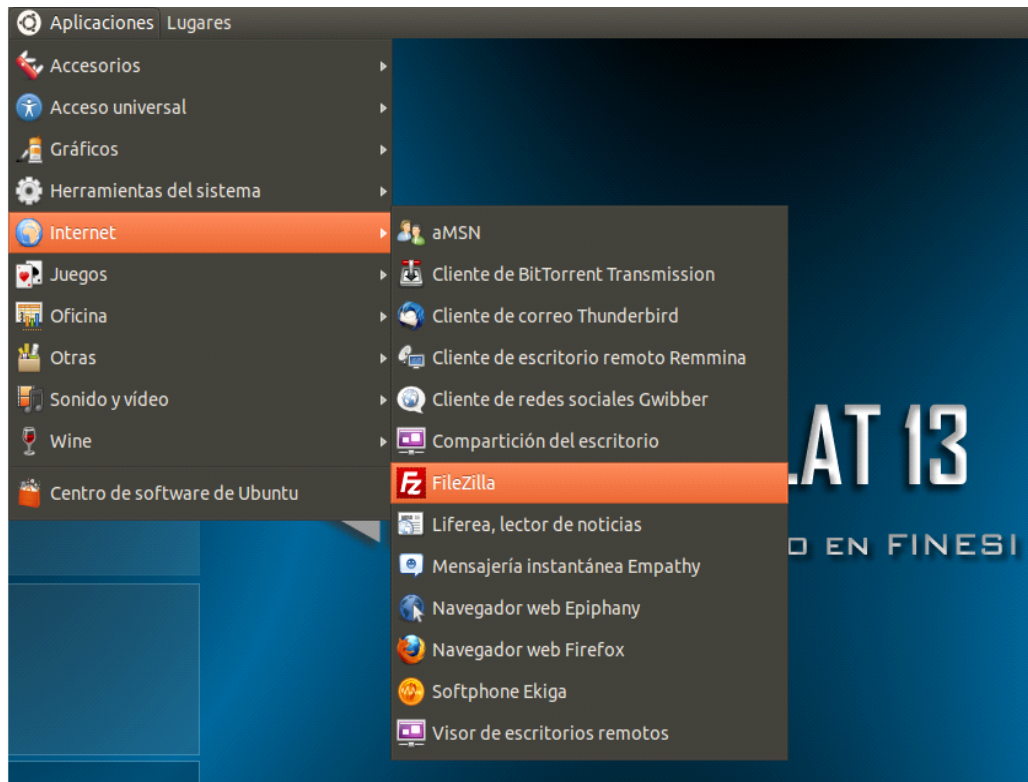 Aplicaciones Lugares
Accesorios
Acceso universal
Gráficos
Herramientas del sistema
Internet
Juegos
Oficina
Otras
Sonido y vídeo
Wine
Centro de software de Ubuntu
aMSN
Cliente de BitTorrent Transmission
Cliente de correo Thunderbird
Cliente de escritorio remoto Remmina
Cliente de redes sociales Gwibber
Compartición del escritorio
FileZilla
Liferea, lector de noticias
Mensajería instantánea Empathy
Navegador web Epiphany
Navegador web Firefox
Softphone Ekiga
Visor de escritorios remotos
AT 13
O EN FINESI